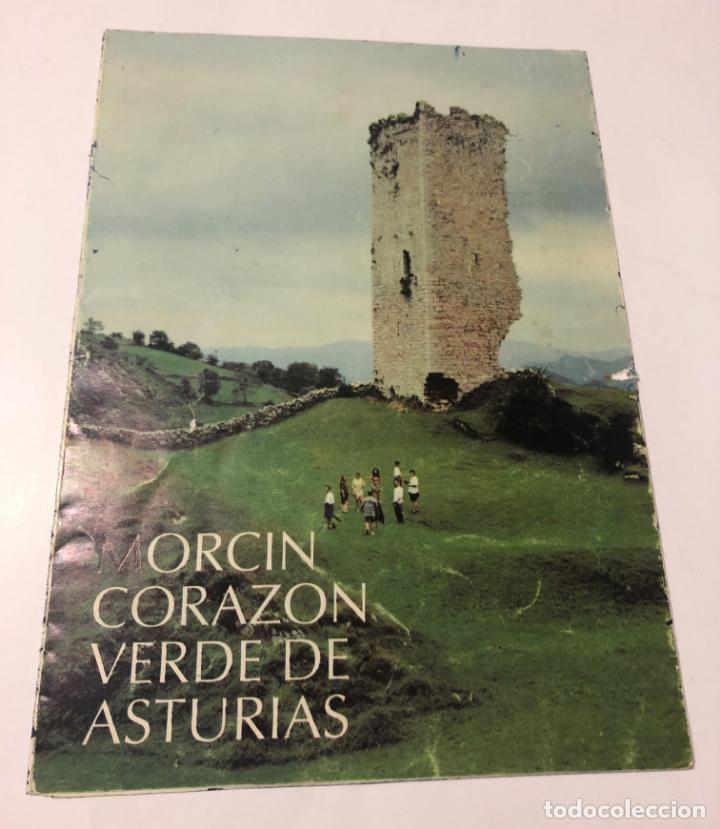 MORCIN
CORAZON
VERDE DE
ASTURIAS
todocoleccion